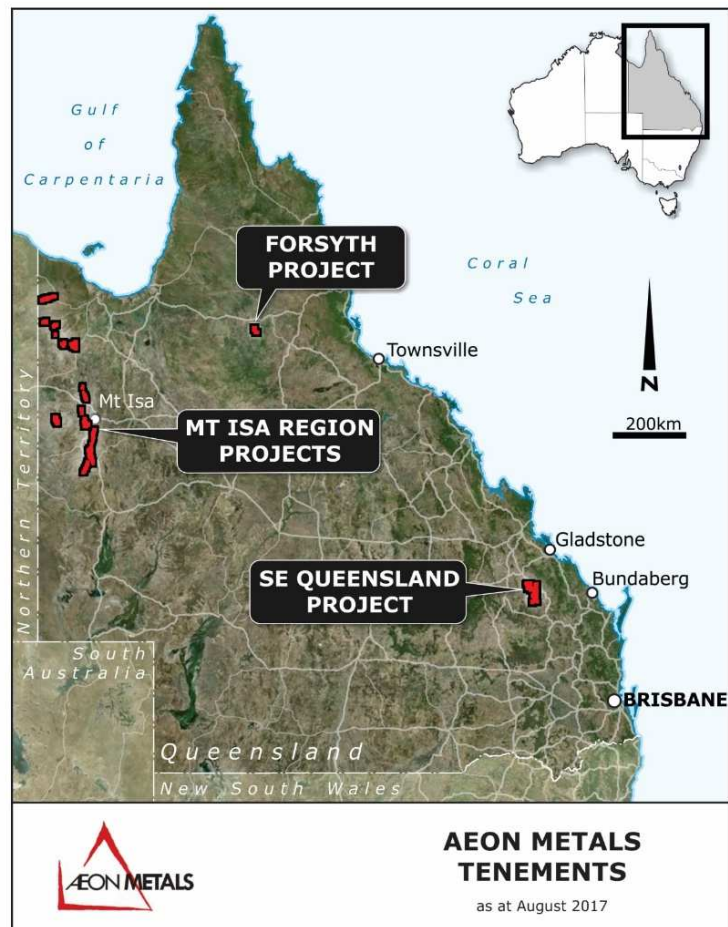 Gulf
of
Carpentaria
FORSYTH
PROJECT
Coral
Sea
Townsville
N
200km
Mt Isa
MT ISA REGION
PROJECTS
Northern Territory
Gladstone
Bundaberg
SE QUEENSLAND
PROJECT
South
Australia
BRISBANE
Queensland
New South Wales
AEON METALS
AEON METALS
TENEMENTS
as at August 2017